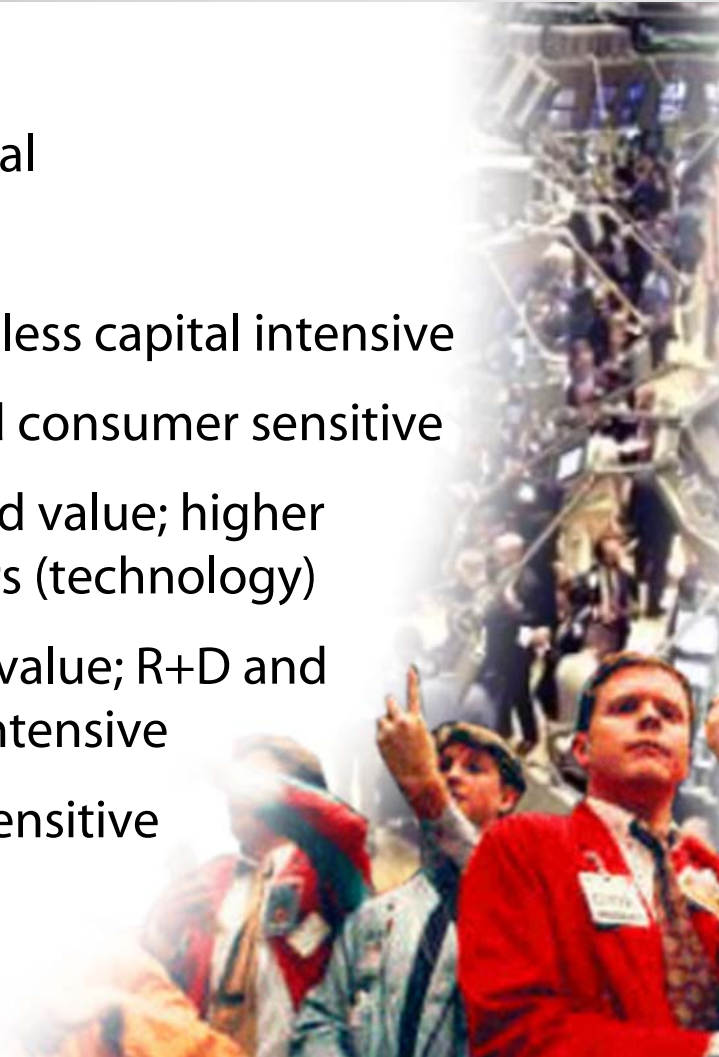 al
less capital intensive
l consumer sensitive
d value; higher
s (technology)
value; R+D and
ntensive
ensitive